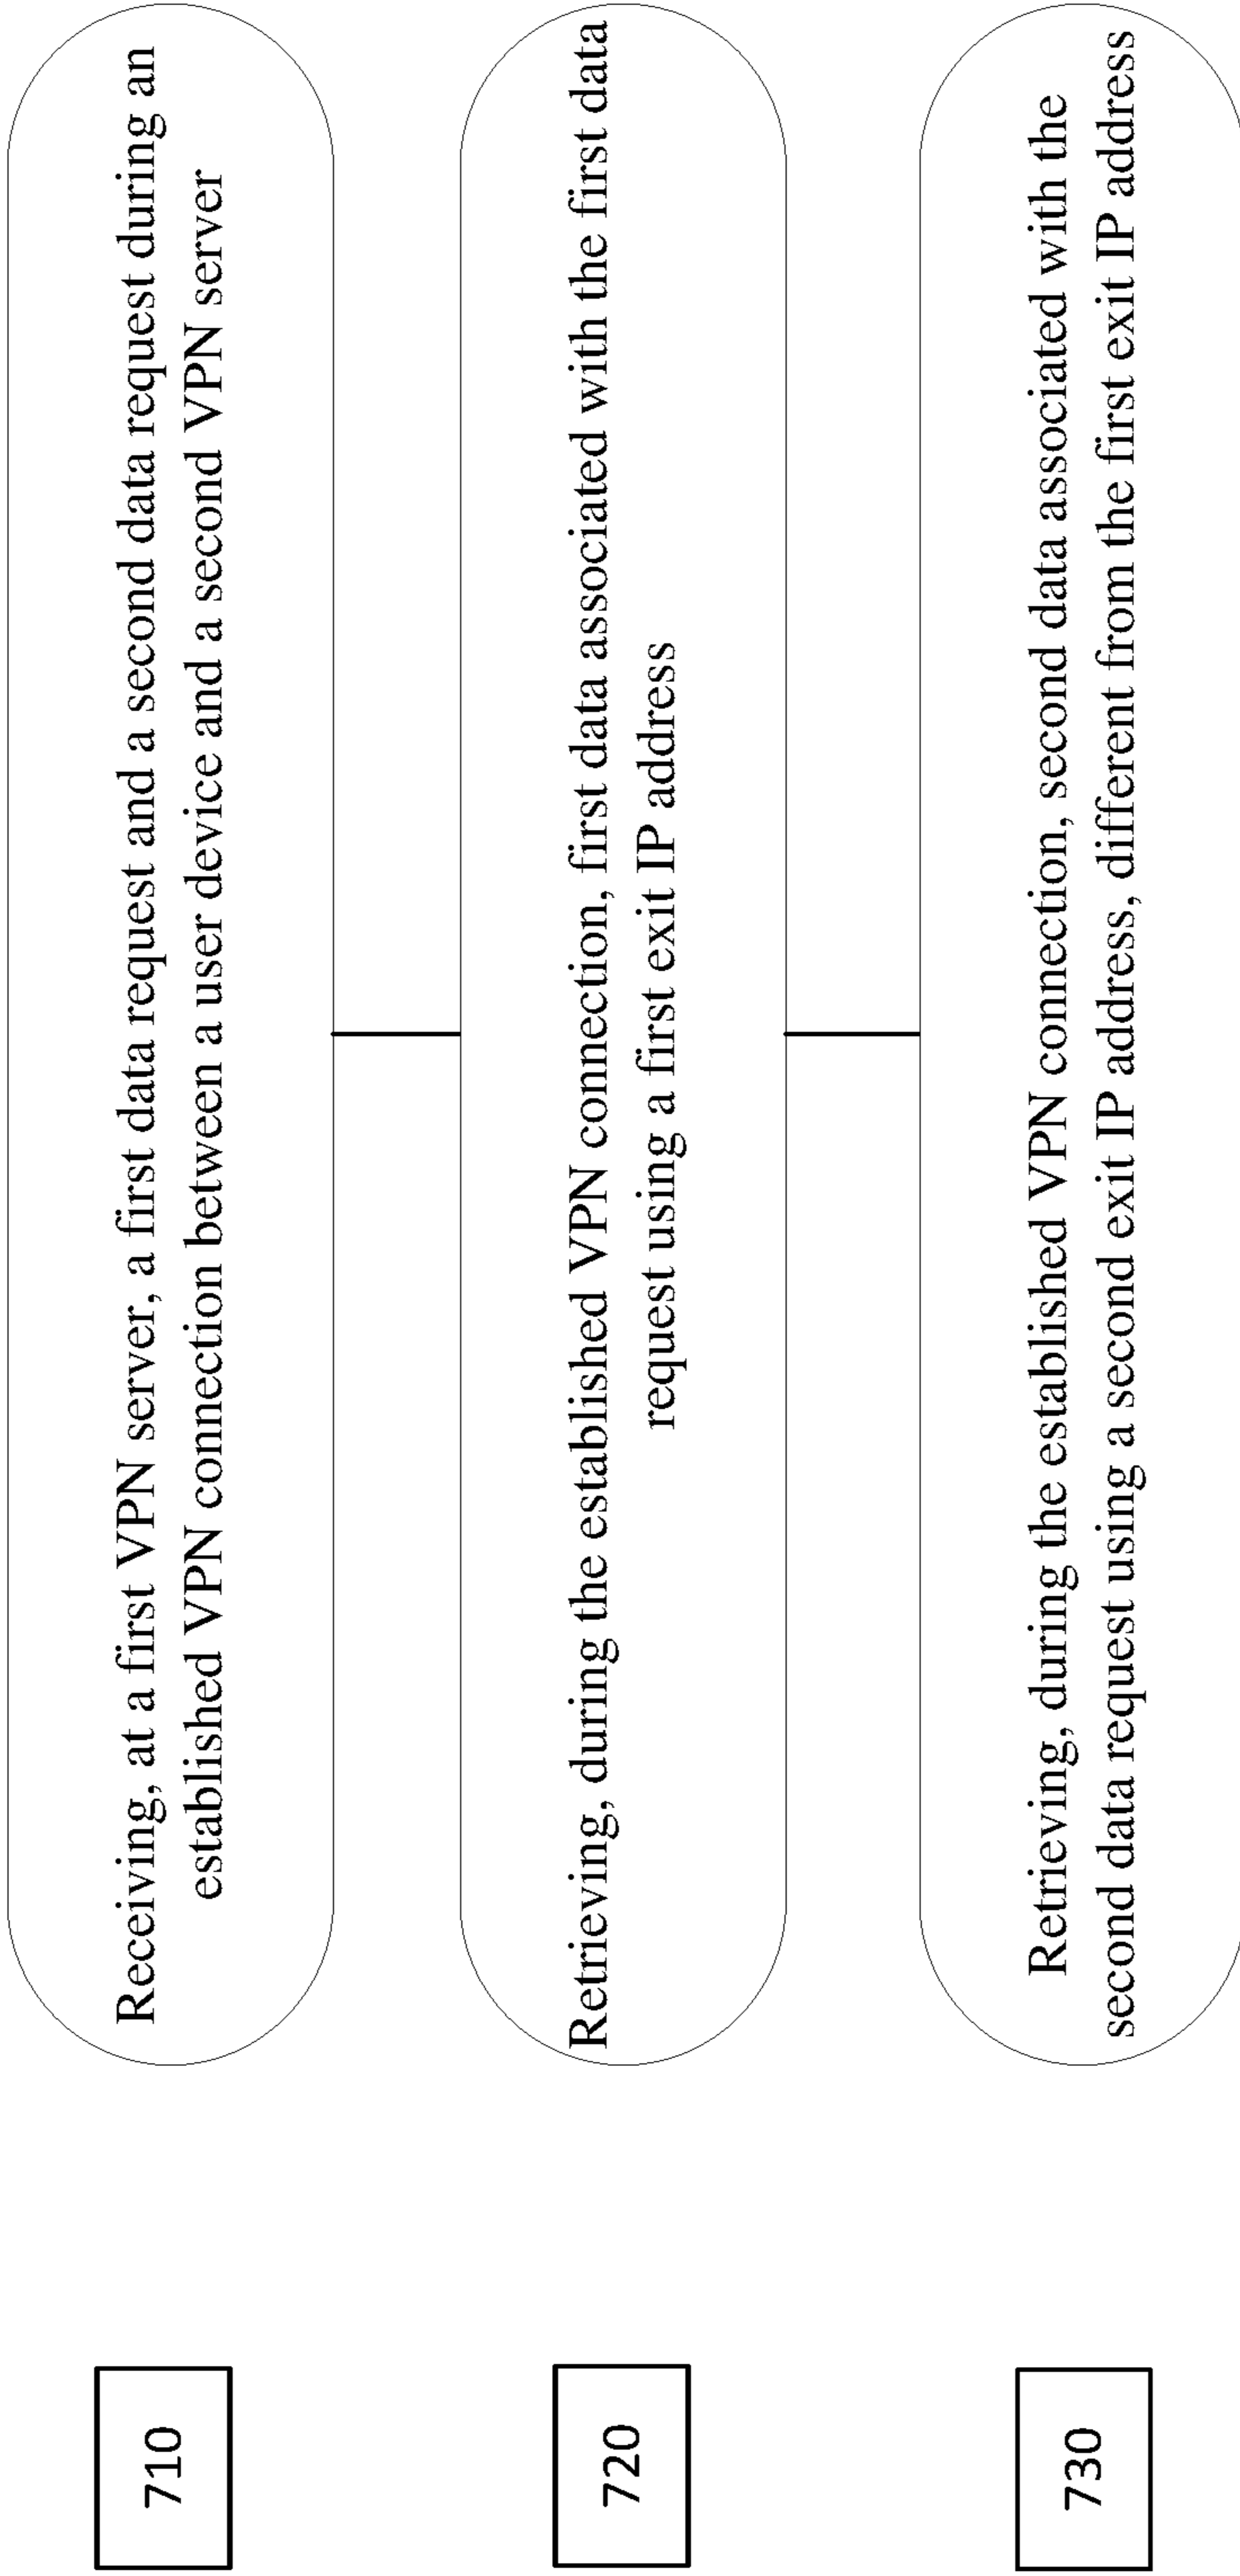 710
Receiving, at a first VPN server, a first data request and a second data request during an
established VPN connection between a user device and a second VPN server
720
Retrieving, during the established VPN connection, first data associated with the first data
request using a first exit IP address
730
Retrieving, during the established VPN connection, second data associated with the
second data request using a second exit IP address, different from the first exit IP address